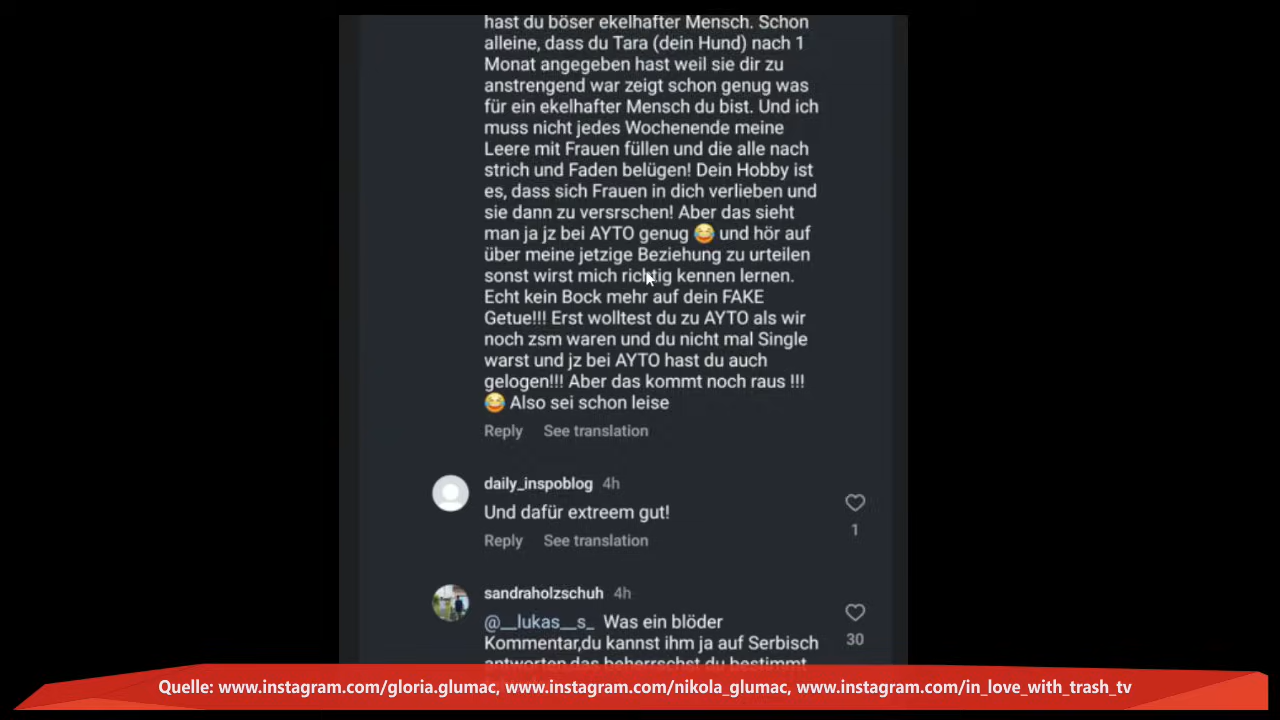 hast du böser ekelhafter Mensch. Schon
alleine, dass du Tara (dein Hund) nach 1
Monat angegeben hast weil sie dir zu
anstrengend war zeigt schon genug was
für ein ekelhafter Mensch du bist. Und ich
muss nicht jedes Wochenende meine
Leere mit Frauen füllen und die alle nach
strich und Faden belügen! Dein Hobby ist
es, dass sich Frauen in dich verlieben und
sie dann zu versrschen! Aber das sieht
man ja jz bei AYTO genug 😂 und hör auf
über meine jetzige Beziehung zu urteilen
sonst wirst mich richtig kennen lernen.
Echt kein Bock mehr auf dein FAKE
Getue!!! Erst wolltest du zu AYTO als wir
noch zsm waren und du nicht mal Single
warst und jz bei AYTO hast du auch
gelogen!!! Aber das kommt noch raus !!!
😂 Also sei schon leise
Reply See translation
daily_inspoblog 4h
Und dafür extreem gut!
1
Reply See translation
sandraholzschuh 4h
@__lukas__s_ Was ein blöder
Kommentar,du kannst ihm ja auf Serbisch
30
antworten das beherrschst du bestimmt
Quelle: www.instagram.com/gloria.glumac, www.instagram.com/nikola_glumac, www.instagram.com/in_love_with_trash_tv